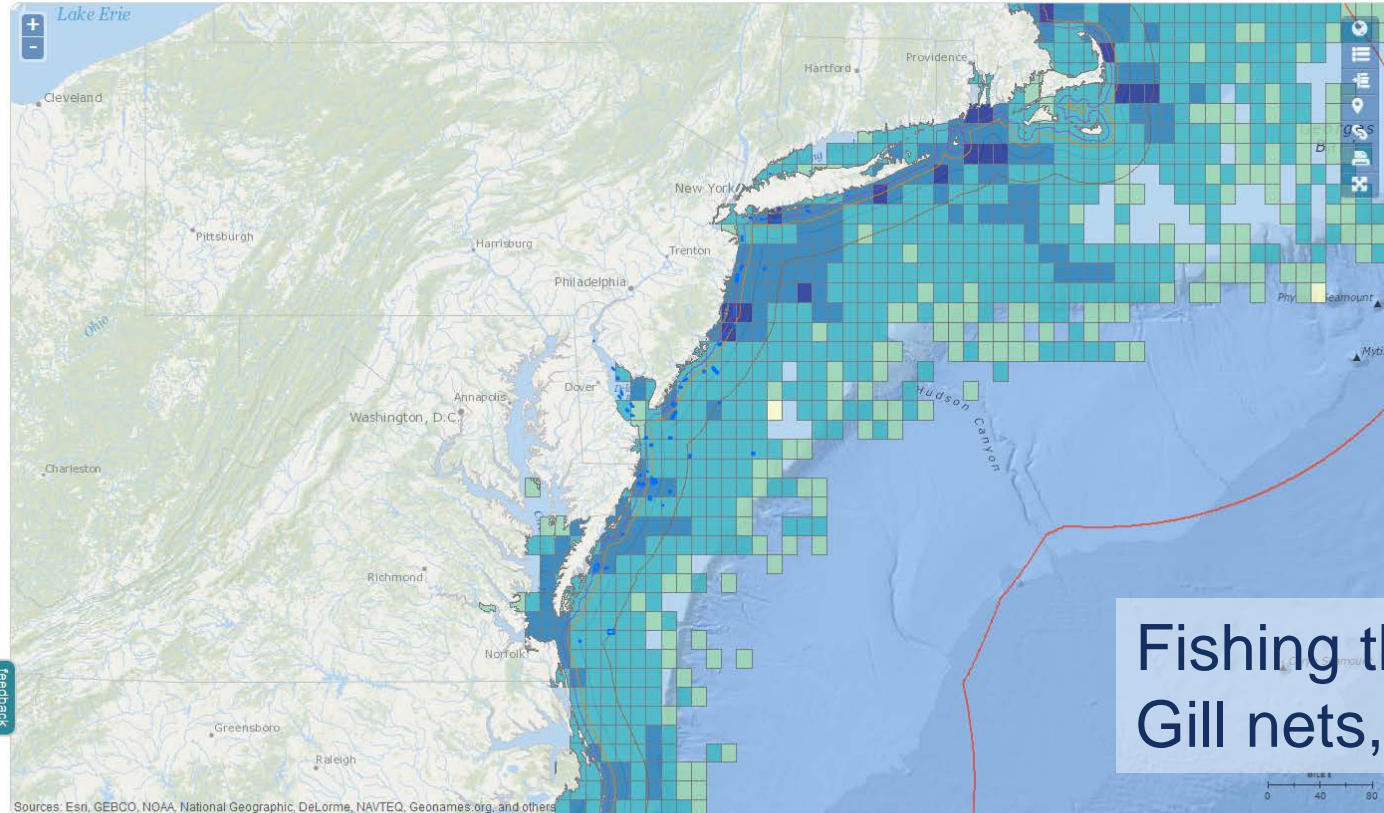 Lake Erie
+
-
Providence
Hartford
Cleveland
Georges
New York
Pittsburgh
Harrisburg
Trenton
Philadelphia
Seamount
Ohio
Dover
Annapolis
Hudson Canyon
Washington, D.C.
Charleston
Richmond
Fishing th
Gill nets,
Norfolk
feedback
Greensboro
Raleigh
0 40 80
Sources: Esri, GEBCO, NOAA, National Geographic, DeLorme, NAVTEQ, Geonames.org, and others